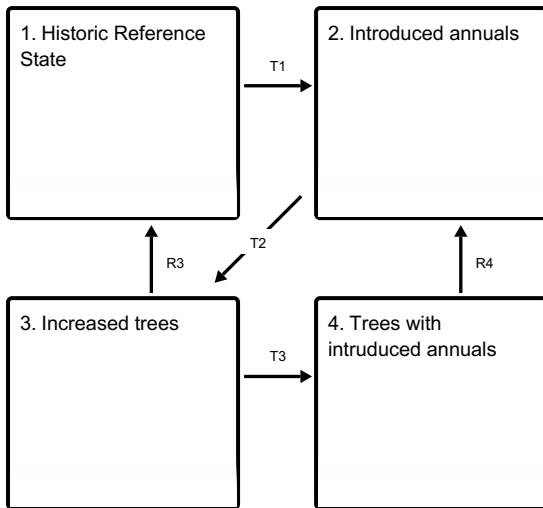 1. Historic Reference
State
2. Introduced annuals
T1
T2
R3
R4
3. Increased trees
4. Trees with
intruduced annuals
T3